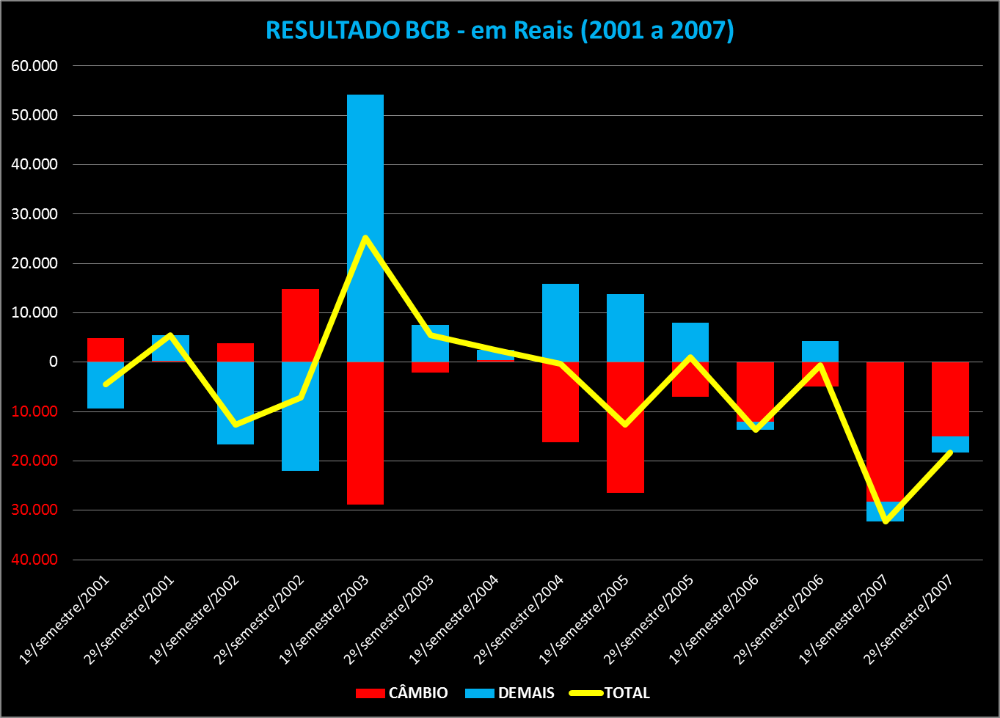 RESULTADO BCB - em Reais (2001 a 2007)
60.000
50.000
40.000
30.000
20.000
10.000
0
10.000
20.000
30.000
40.000
1º/semestre/2001
2º/semestre/2001
1º/semestre/2002
2º/semestre/2002
1º/semestre/2003
2º/semestre/2003
1º/semestre/2004
2º/semestre/2004
1º/semestre/2005
2º/semestre/2005
1º/semestre/2006
2º/semestre/2006
1º/semestre/2007
2º/semestre/2007
CÂMBIO DEMAIS TOTAL